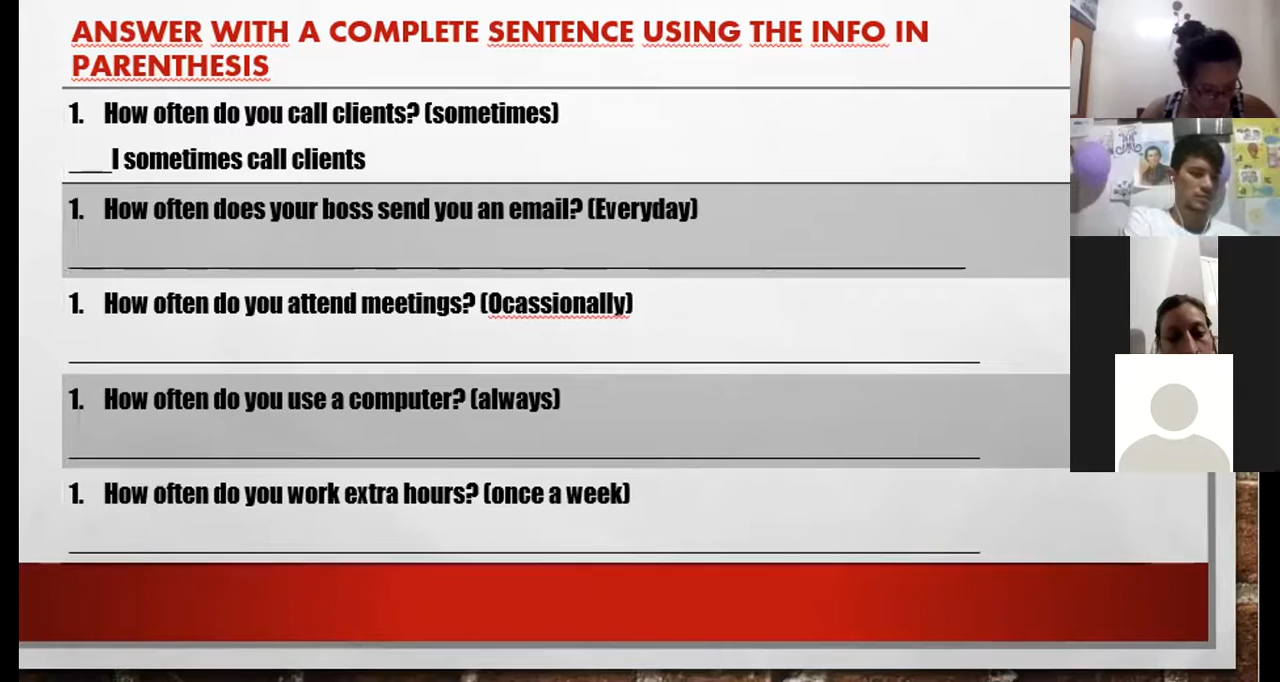 ANSWER WITH A COMPLETE SENTENCE USING THE INFO IN
PARENTHESIS
1. How often do you call clients? (sometimes)
___I sometimes call clients
1. How often does your boss send you an email? (Everyday)
1. How often do you attend meetings? (Ocassionally)
1. How often do you use a computer? (always)
1. How often do you work extra hours? (once a week)